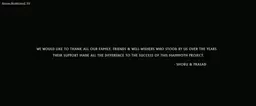 WE WOULD LIKE TO THANK ALL OUR FAMILY, FRIENDS & WELL WISHERS WHO STOOD BY US OVER THE YEARS.
THEIR SUPPORT MADE ALL THE DIFFERENCE TO THE SUCCESS OF THIS MAMMOTH PROJECT.
- SHOBU & PRASAD